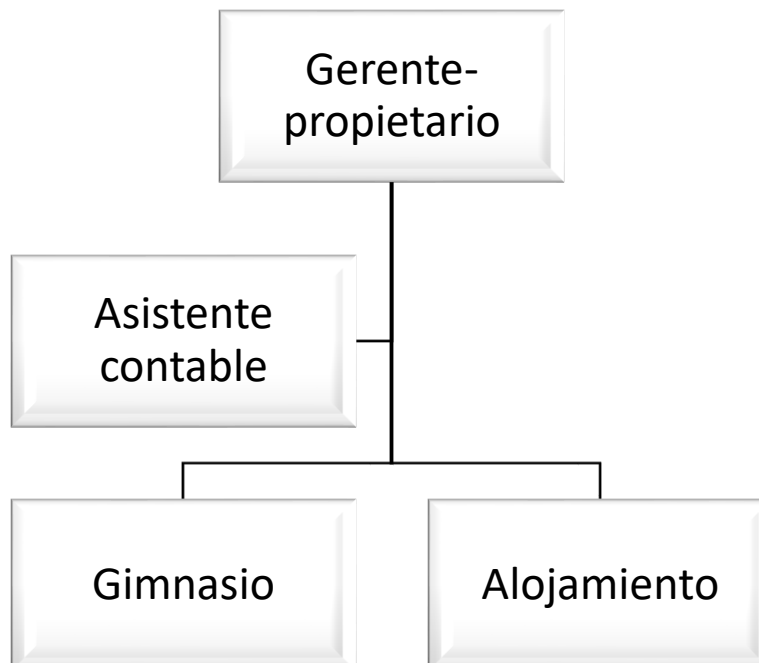 Gerente-
propietario
Asistente
contable
Gimnasio
Alojamiento